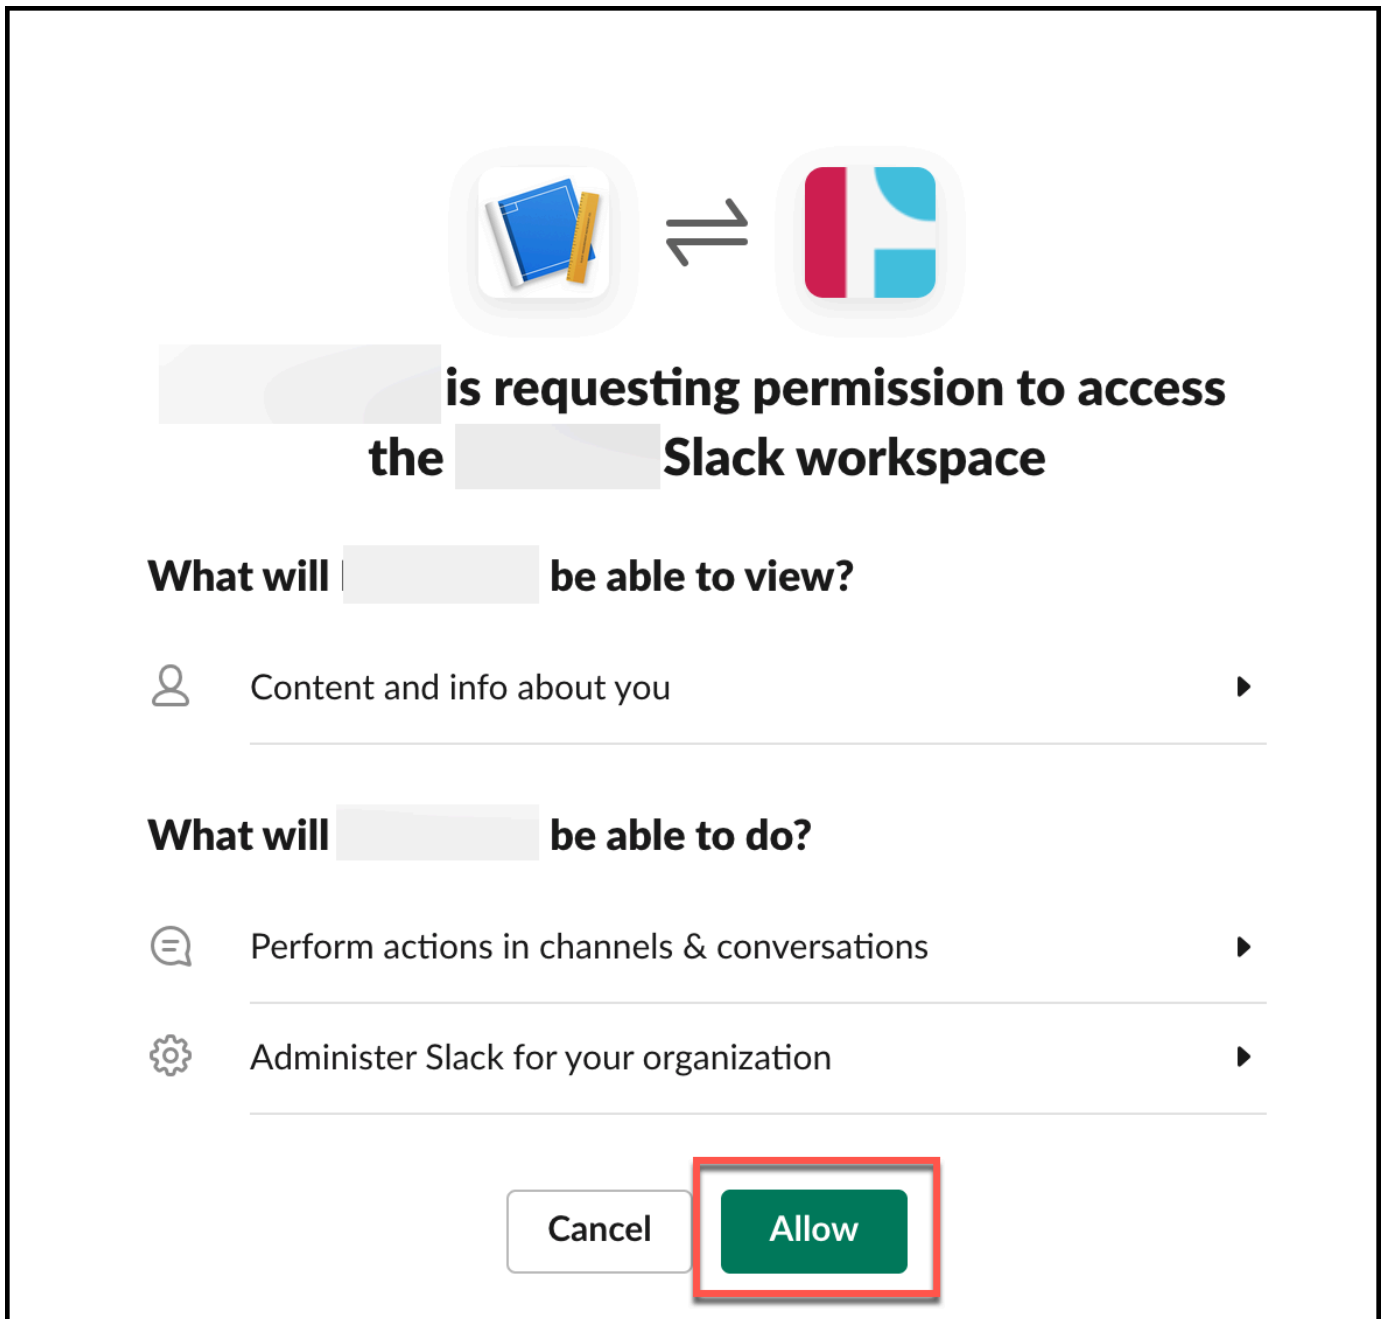 is requesting permission to access
the Slack workspace
What will be able to view?
Content and info about you
What will be able to do?
Perform actions in channels & conversations
Administer Slack for your organization
Cancel
Allow